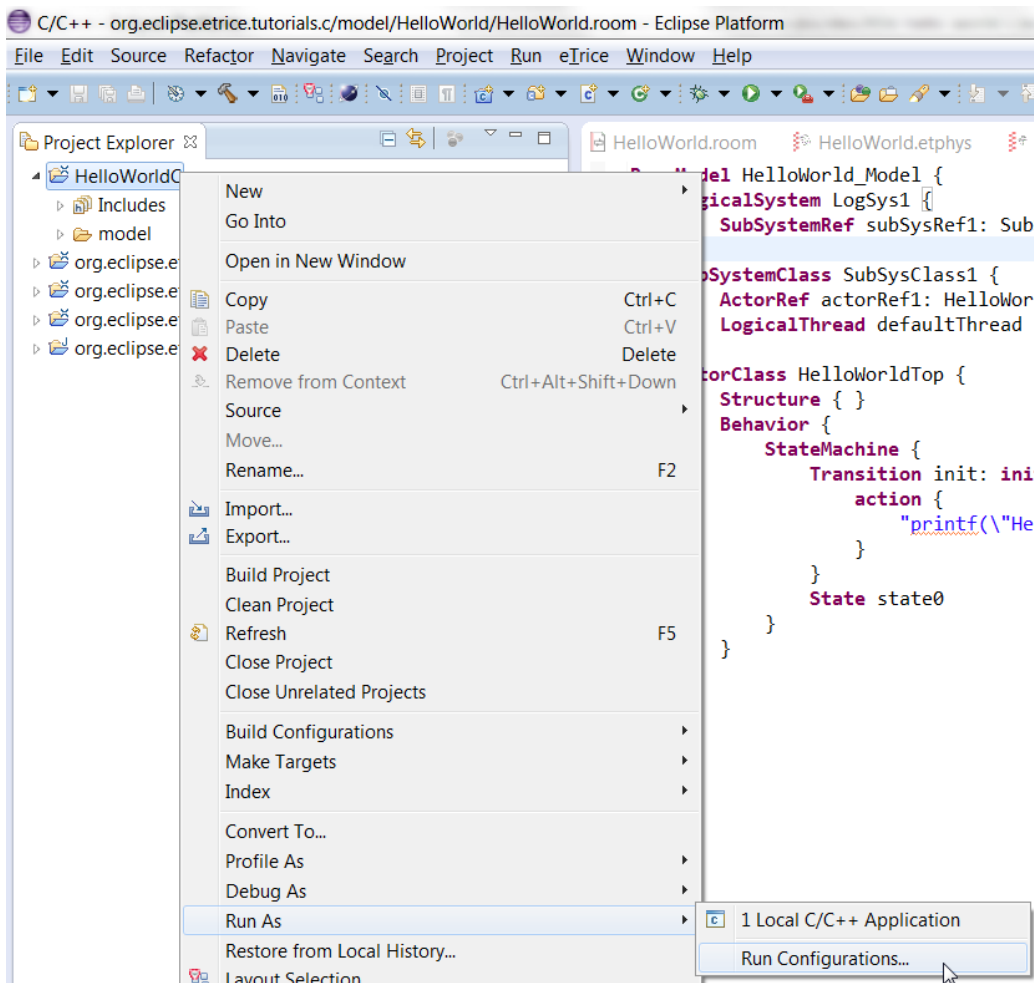 C/C++ - org.eclipse.etrice.tutorials.c/model/HelloWorld/HelloWorld.room - Eclipse Platform
File Edit Source Refactor Navigate Search Project Run eTrice Window Help
Project Explorer
HelloWorld.room HelloWorld.etphys
HelloWorldC
Includes
model
org.eclipse.e
org.eclipse.e
org.eclipse.e
org.eclipse.e
New
Go Into
Open in New Window
Copy Ctrl+C
Paste Ctrl+V
Delete Delete
Remove from Context Ctrl+Alt+Shift+Down
Source
Move...
Rename... F2
Import...
Export...
Build Project
Clean Project
Refresh F5
Close Project
Close Unrelated Projects
Build Configurations
Make Targets
Index
Convert To...
Profile As
Debug As
Run As
Restore from Local History...
Layout Selection
1 Local C/C++ Application
Run Configurations...
del HelloWorld_Model {
gicalSystem LogSys1 {
SubSystemRef subSysRef1: Sub
SystemClass SubSysClass1 {
ActorRef actorRef1: HelloWor
LogicalThread defaultThread
torClass HelloWorldTop {
Structure { }
Behavior {
StateMachine {
Transition init: ini
action {
"printf(\"He
}
}
State state0
}
}